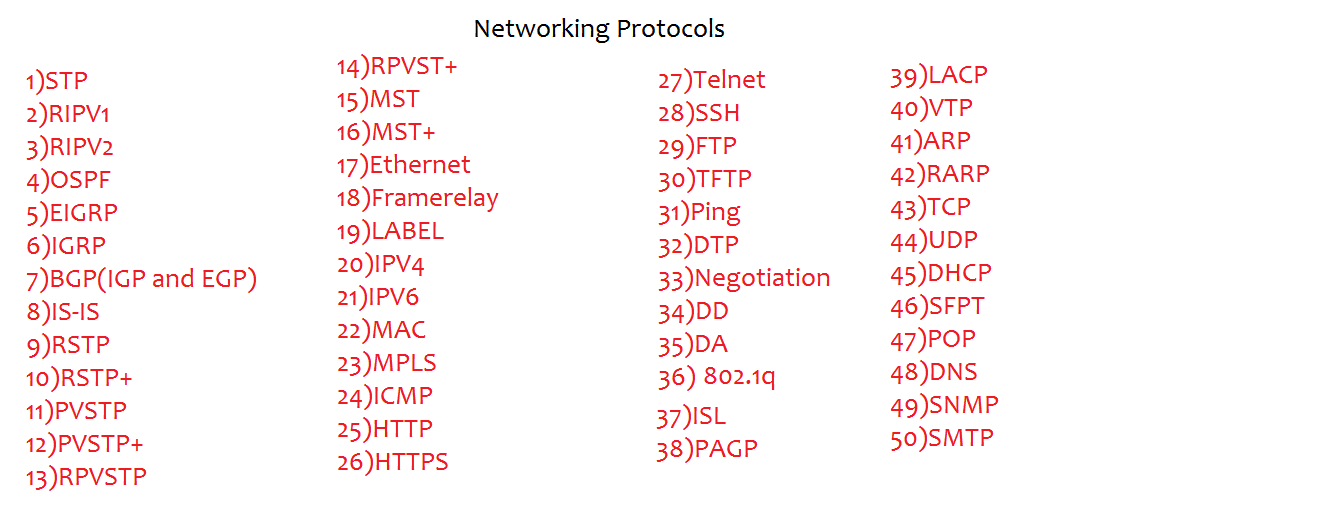 Networking Protocols
1)STP
2)RIPV1
3)RIPV2
4)OSPF
5)EIGRP
6)IGRP
7)BGP(IGP and EGP)
8)IS-IS
9)RSTP
10)RSTP+
11)PVSTP
12)PVSTP+
13)RPVSTP
14)RPVST+
15)MST
16)MST+
17)Ethernet
18)Framerelay
19)LABEL
20)IPV4
21)IPV6
22)MAC
23)MPLS
24)ICMP
25)HTTP
26)HTTPS
27)Telnet
28)SSH
29)FTP
30)TFTP
31)Ping
32)DTP
33)Negotiation
34)DD
35)DA
36) 802.1q
37)ISL
38)PAGP
39)LACP
40)VTP
41)ARP
42)RARP
43)TCP
44)UDP
45)DHCP
46)SFPT
47)POP
48)DNS
49)SNMP
50)SMTP